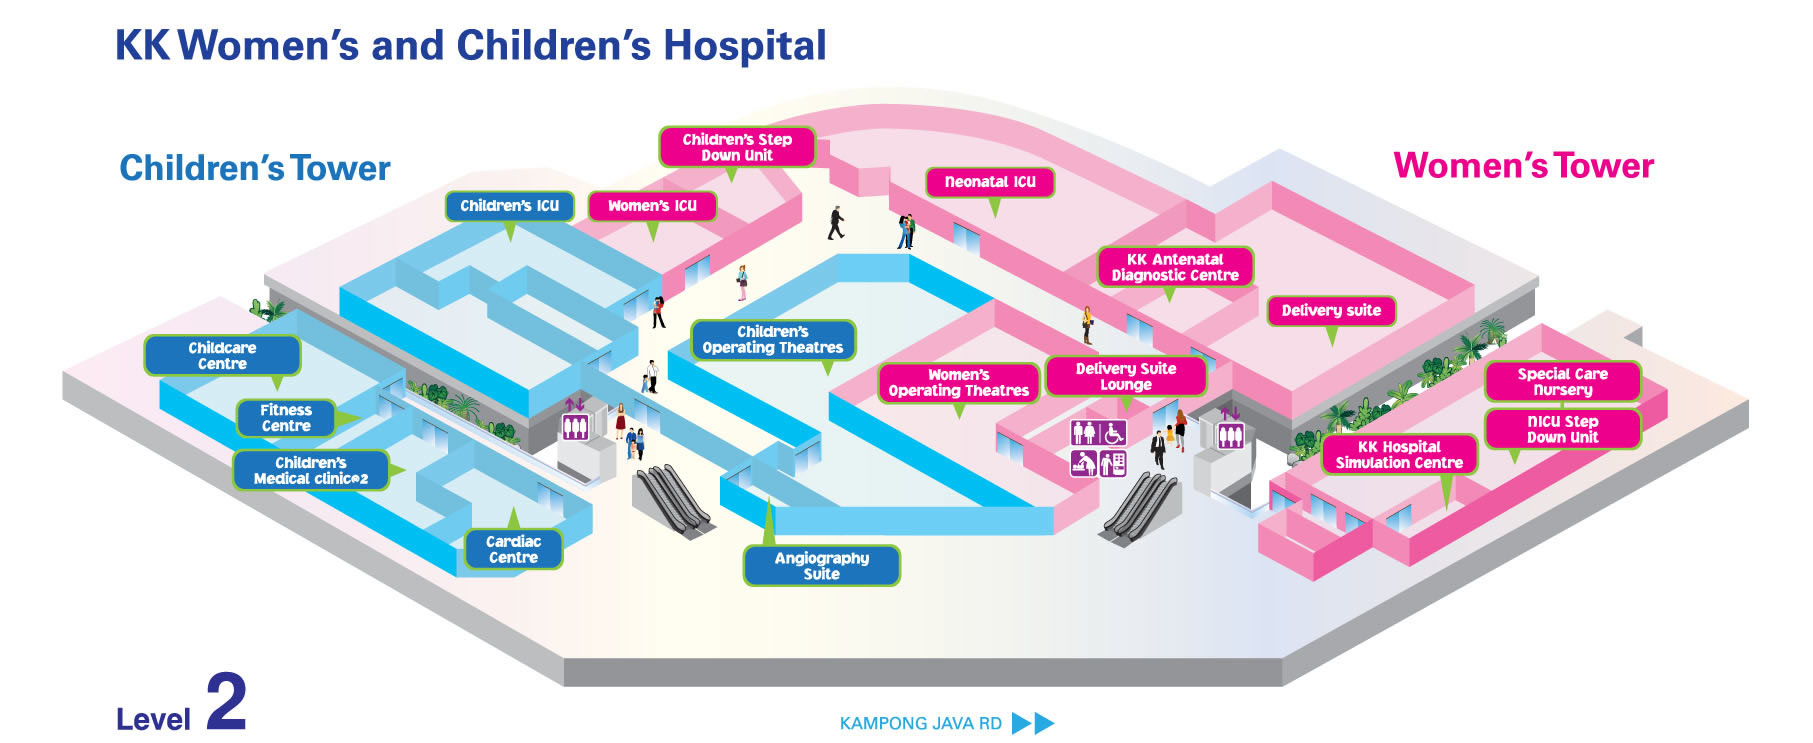 KK Women's and Children's Hospital
Children's Tower
Women's Tower
Children's Step
Down Unit
Neonatal ICU
Children's ICU
Women's ICU
KK Antenatal
Diagnostic Centre
Delivery suite
Children's
Operating Theatres
Childcare
Centre
Women's
Operating Theatres
Delivery Suite
Lounge
Special Care
Nursery
Fitness
Centre
NICU Step
Down Unit
KK Hospital
Simulation Centre
Children's
Medical clinic@2
Cardiac
Centre
Angiography
Suite
Level 2
KAMPONG JAVA RD